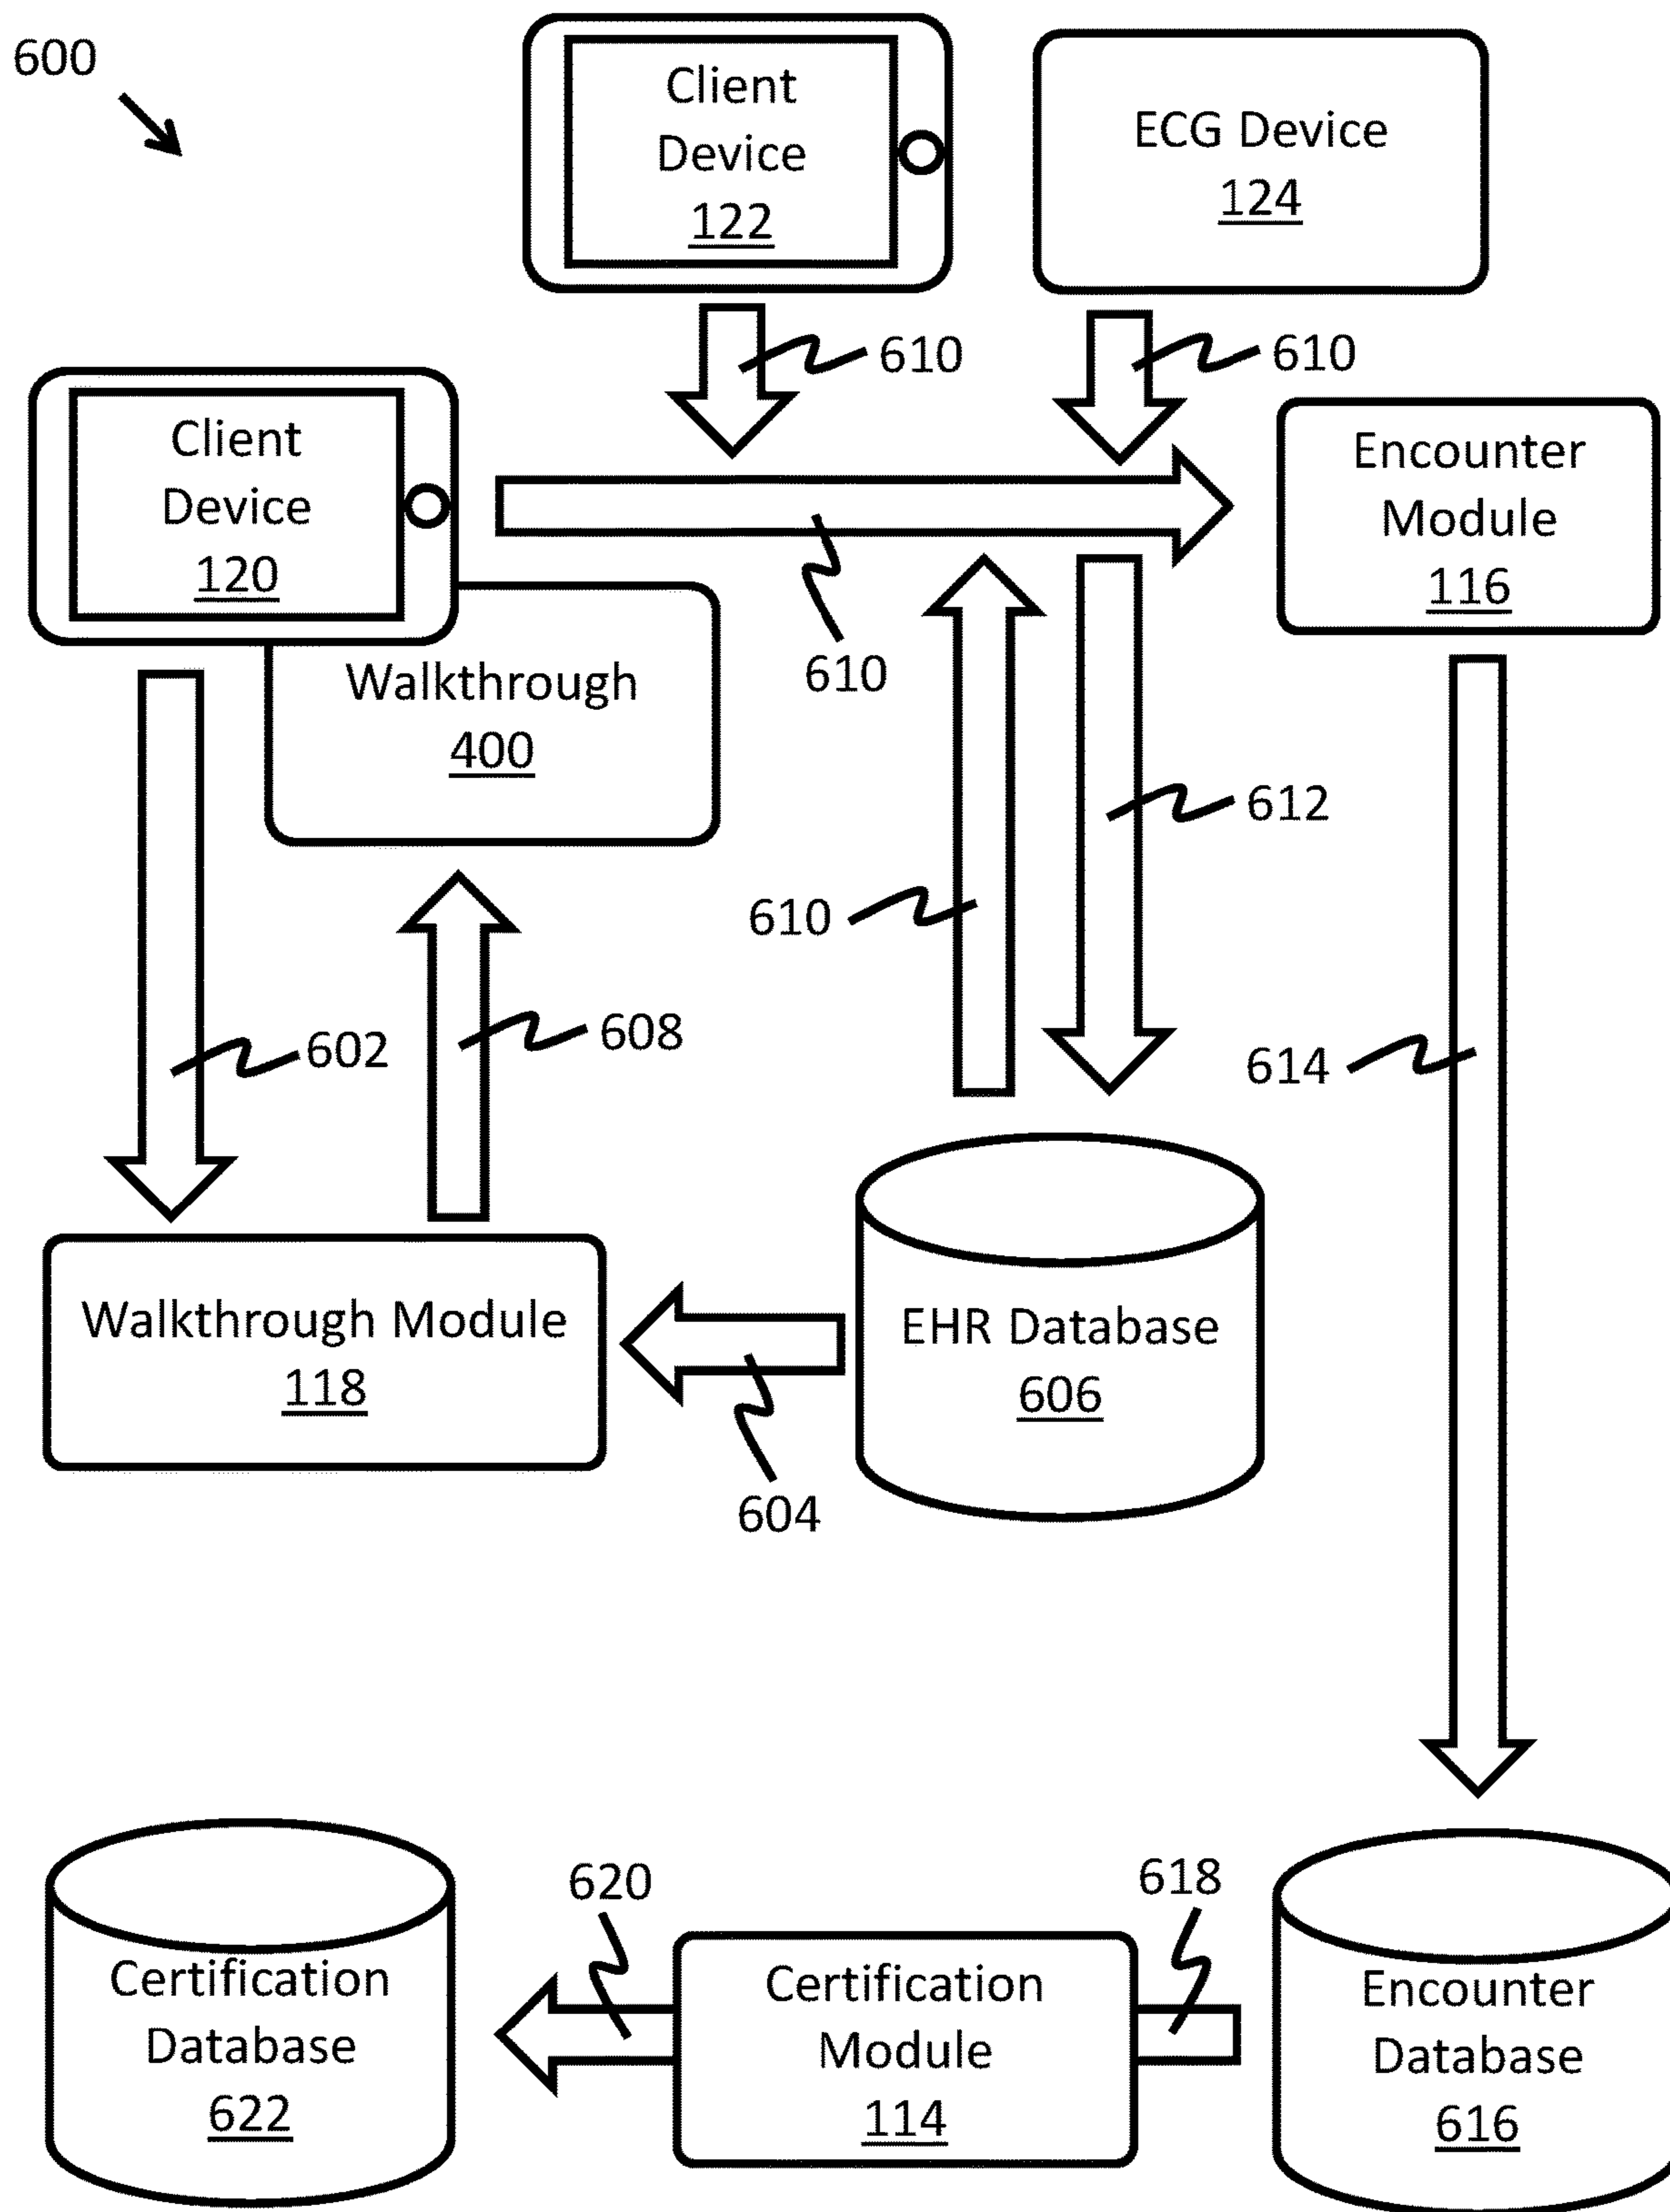 600
Client
Device
122
ECG Device
124
610
610
Client
Device
120
Encounter
Module
116
610
Walkthrough
400
612
610
608
602
614
Walkthrough Module
118
EHR Database
606
604
620
618
Certification
Database
622
Certification
Module
114
Encounter
Database
616